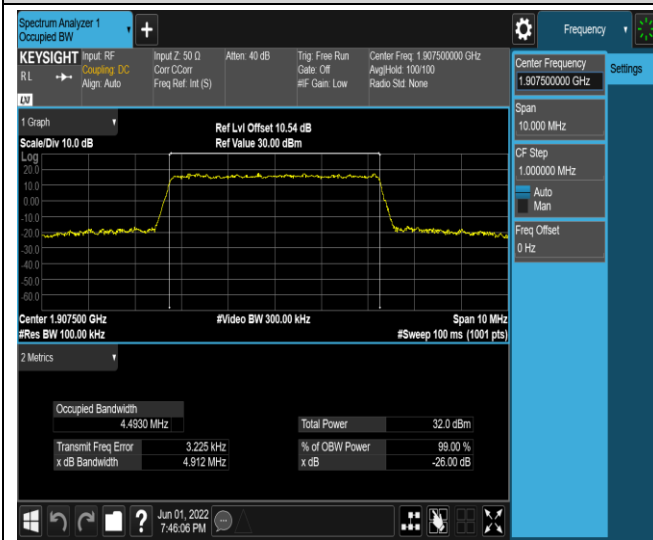 Spectrum Analyzer 1
Occupied BW
+
Frequency
KEYSIGHT
R L
LXI
Input: RF
Coupling: DC
Align: Auto
Input Z: 50 Ω
Corr CCorr
Freq Ref: Int (S)
Atten: 40 dB
Trig: Free Run
Gate: Off
#IF Gain: Low
Center Freq: 1.907500000 GHz
Avg|Hold: 100/100
Radio Std: None
Center Frequency
1.907500000 GHz
Settings
Span
10.000 MHz
CF Step
1.000000 MHz
Auto
Man
Freq Offset
0 Hz
1 Graph
Scale/Div 10.0 dB
Ref Lvl Offset 10.54 dB
Ref Value 30.00 dBm
Log
20.0
10.0
0.00
-10.0
-20.0
-30.0
-40.0
-50.0
-60.0
Center 1.907500 GHz
#Res BW 100.00 kHz
#Video BW 300.00 kHz
Span 10 MHz
#Sweep 100 ms (1001 pts)
2 Metrics
Occupied Bandwidth
4.4930 MHz
Total Power 32.0 dBm
Transmit Freq Error 3.225 kHz
% of OBW Power 99.00 %
x dB Bandwidth 4.912 MHz
x dB -26.00 dB
?
Jun 01, 2022
7:46:06 PM